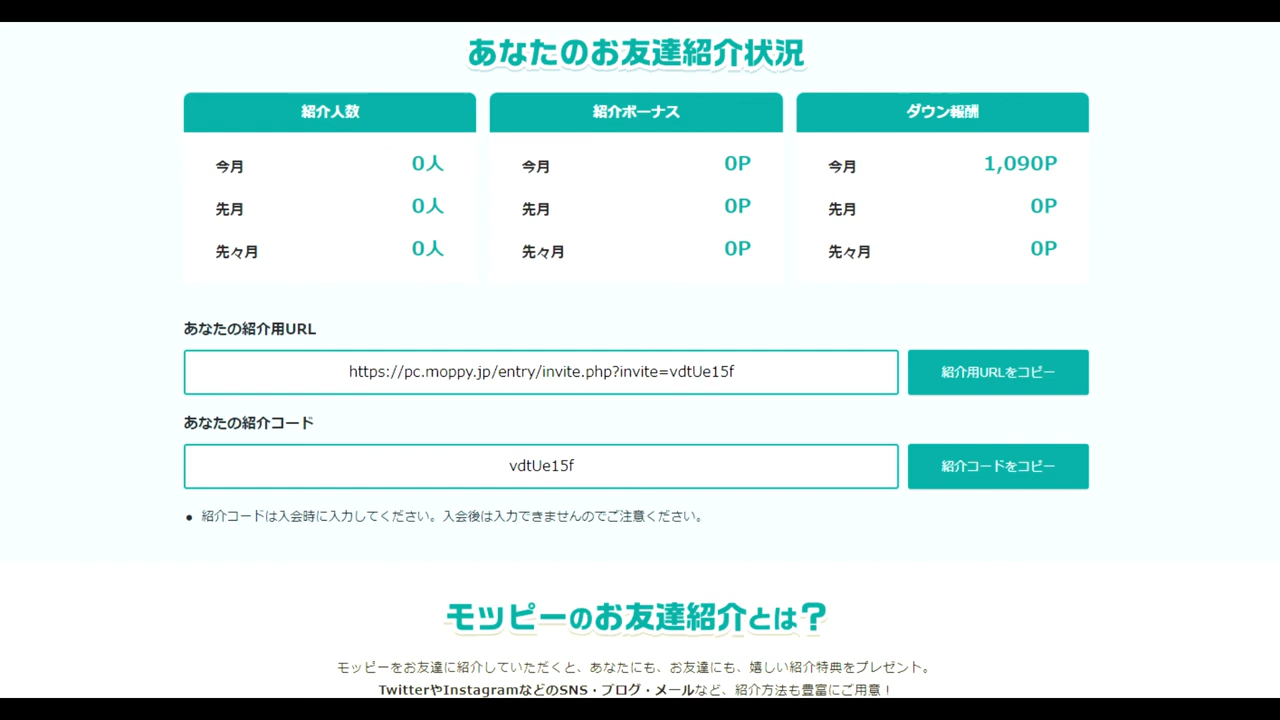 あなたのお友達紹介状況
紹介人数
今月 0人
先月 0人
先々月 0人
紹介ボーナス
今月 0P
先月 0P
先々月 0P
ダウン報酬
今月 1,090P
先月 0P
先々月 0P
あなたの紹介用URL
https://pc.moppy.jp/entry/invite.php?invite=vdtUe15f
紹介用URLをコピー
あなたの紹介コード
vdtUe15f
紹介コードをコピー
● 紹介コードは入会時に入力してください。入会後は入力できませんのでご注意ください。
モッピーのお友達紹介とは？
モッピーをお友達に紹介していただくと、あなたにも、お友達にも、嬉しい紹介特典をプレゼント。
TwitterやInstagramなどのSNS・ブログ・メールなど、紹介方法も豊富にご用意！